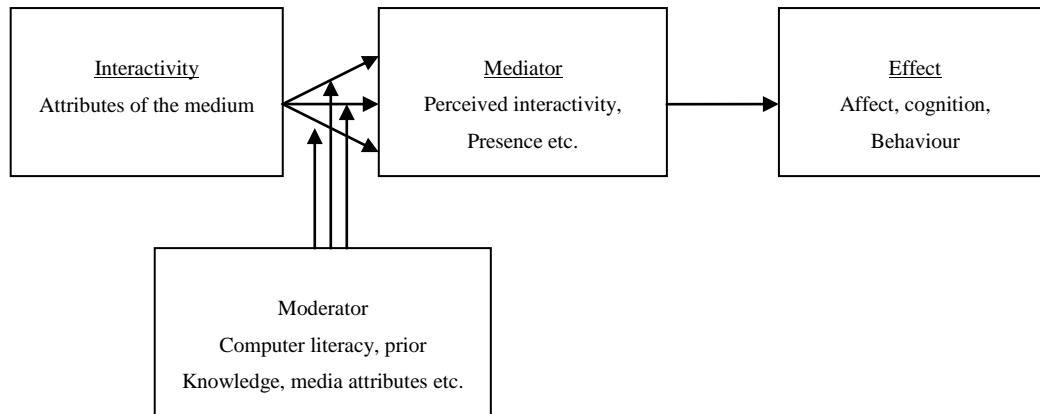 Interactivity
Attributes of the medium
Mediator
Perceived interactivity,
Presence etc.
Effect
Affect, cognition,
Behaviour
Moderator
Computer literacy, prior
Knowledge, media attributes etc.